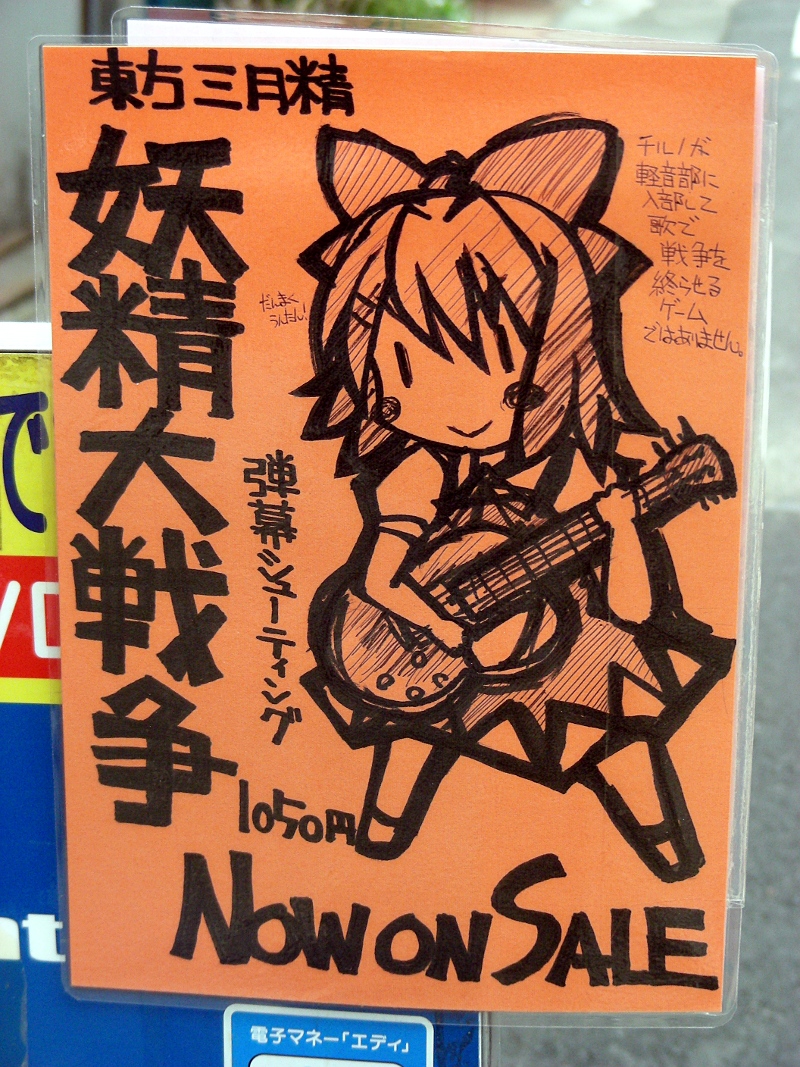 東方三月精
妖精大戦争
弾幕シューティング
チルノが
軽音部に
入部して
歌で
戦争を
終らせる
ゲーム
ではありません。
だんまく
うんたん!
1050円
NOW ON SALE
で
nt
電子マネー「エディ」